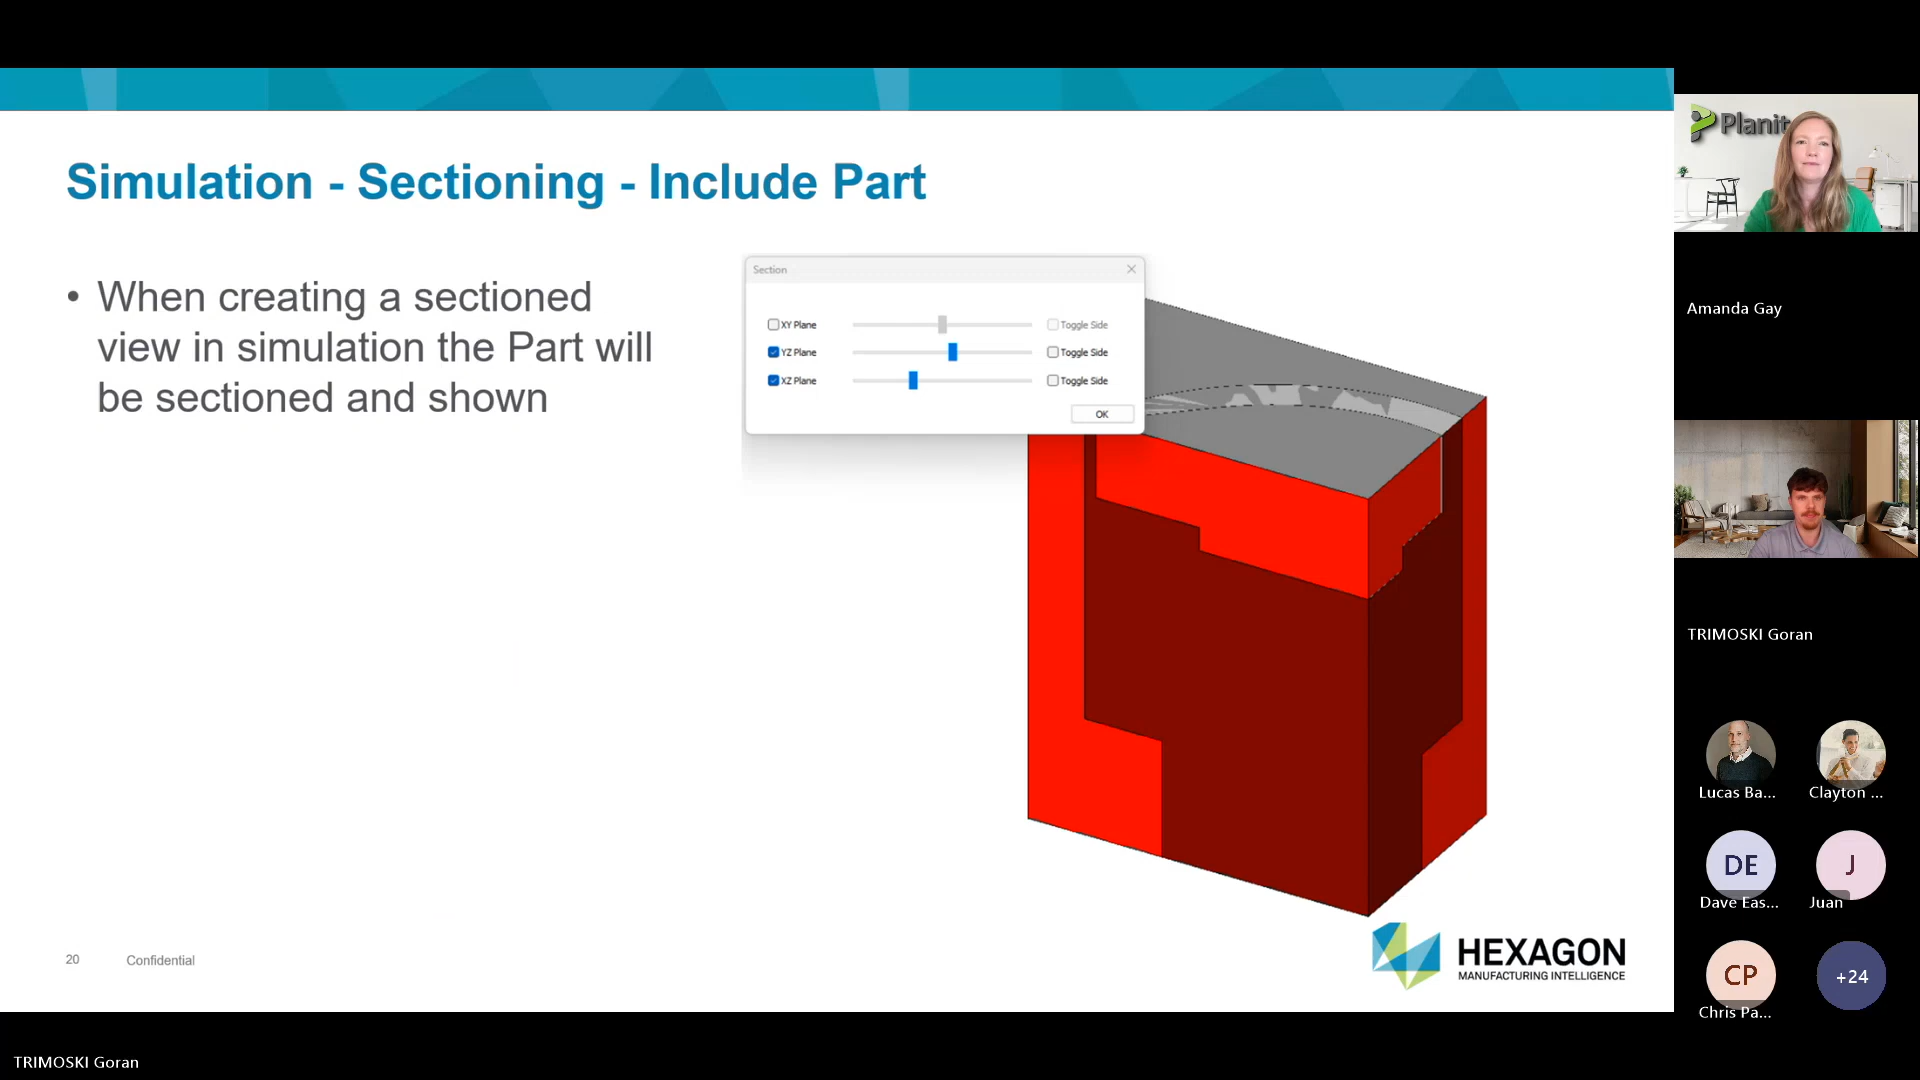 Simulation - Sectioning - Include Part
• When creating a sectioned
view in simulation the Part will
be sectioned and shown
Section
XY Plane
Toggle Side
YZ Plane
Toggle Side
XZ Plane
Toggle Side
OK
20
Confidential
HEXAGON
MANUFACTURING INTELLIGENCE
Planit
Amanda Gay
TRIMOSKI Goran
Lucas Ba...
Clayton ...
DE
Dave Eas...
J
Juan
CP
Chris Pa...
+24
TRIMOSKI Goran